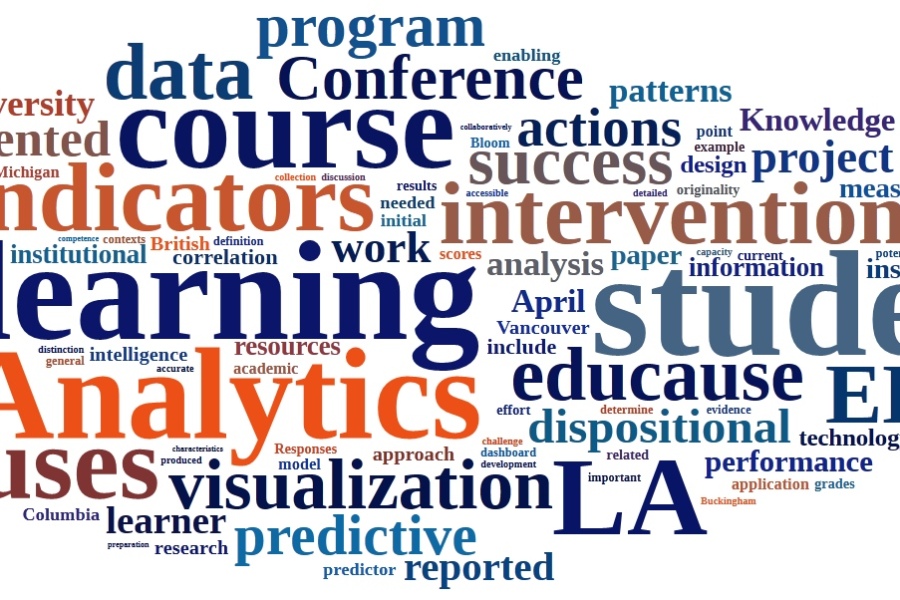 program
enabling
data
Conference
patterns
versity
course
collaboratively
actions
point
Knowledge
ented
Bloom
example
success
design
project
Michigan
collection
discussion
results
accessible
detailed
originality
meas
ndicators
needed
intervention
initial
competence
contexts
British
definition
work
institutional
correlation
scores
analysis
paper
capacity
current
poter
information
ins
learning
April
stude
Vancouver
include
distinction
intelligence
resources
general
accurate
academic
Analytics
educause
EI
effort
determine
evidence
dispositional
technolog
uses
characteristics
produced
Responses
model
approach
challenge
dashboard
development
related
performance
visualization
important
LA
application
grades
Buckingham
Columbia
learner
predictive
preparation
research
predictor
reported